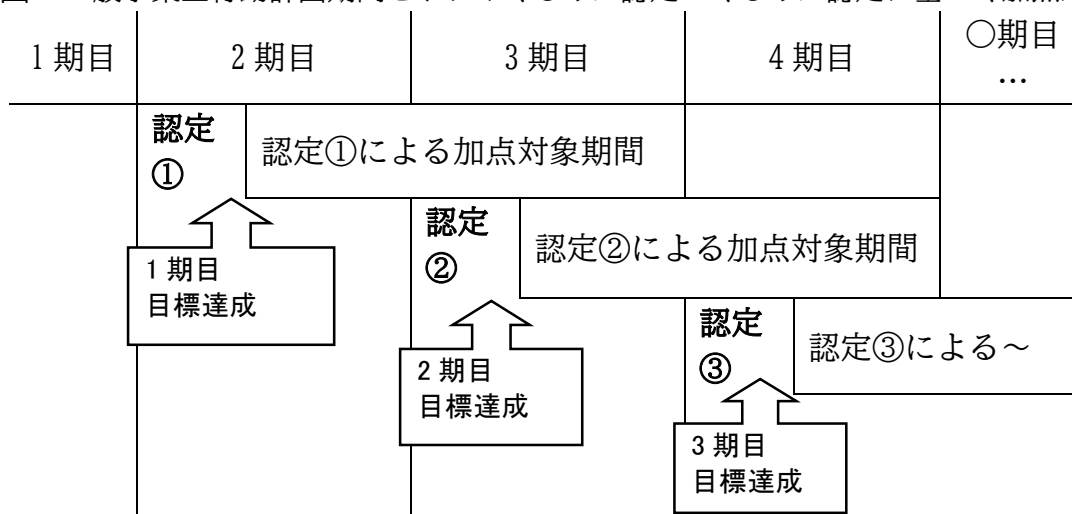 1期目 2期目 3期目 4期目 〇期目
…
認定
①
認定①による加点対象期間
1期目
目標達成
認定
②
認定②による加点対象期間
2期目
目標達成
認定
③
認定③による～
3期目
目標達成